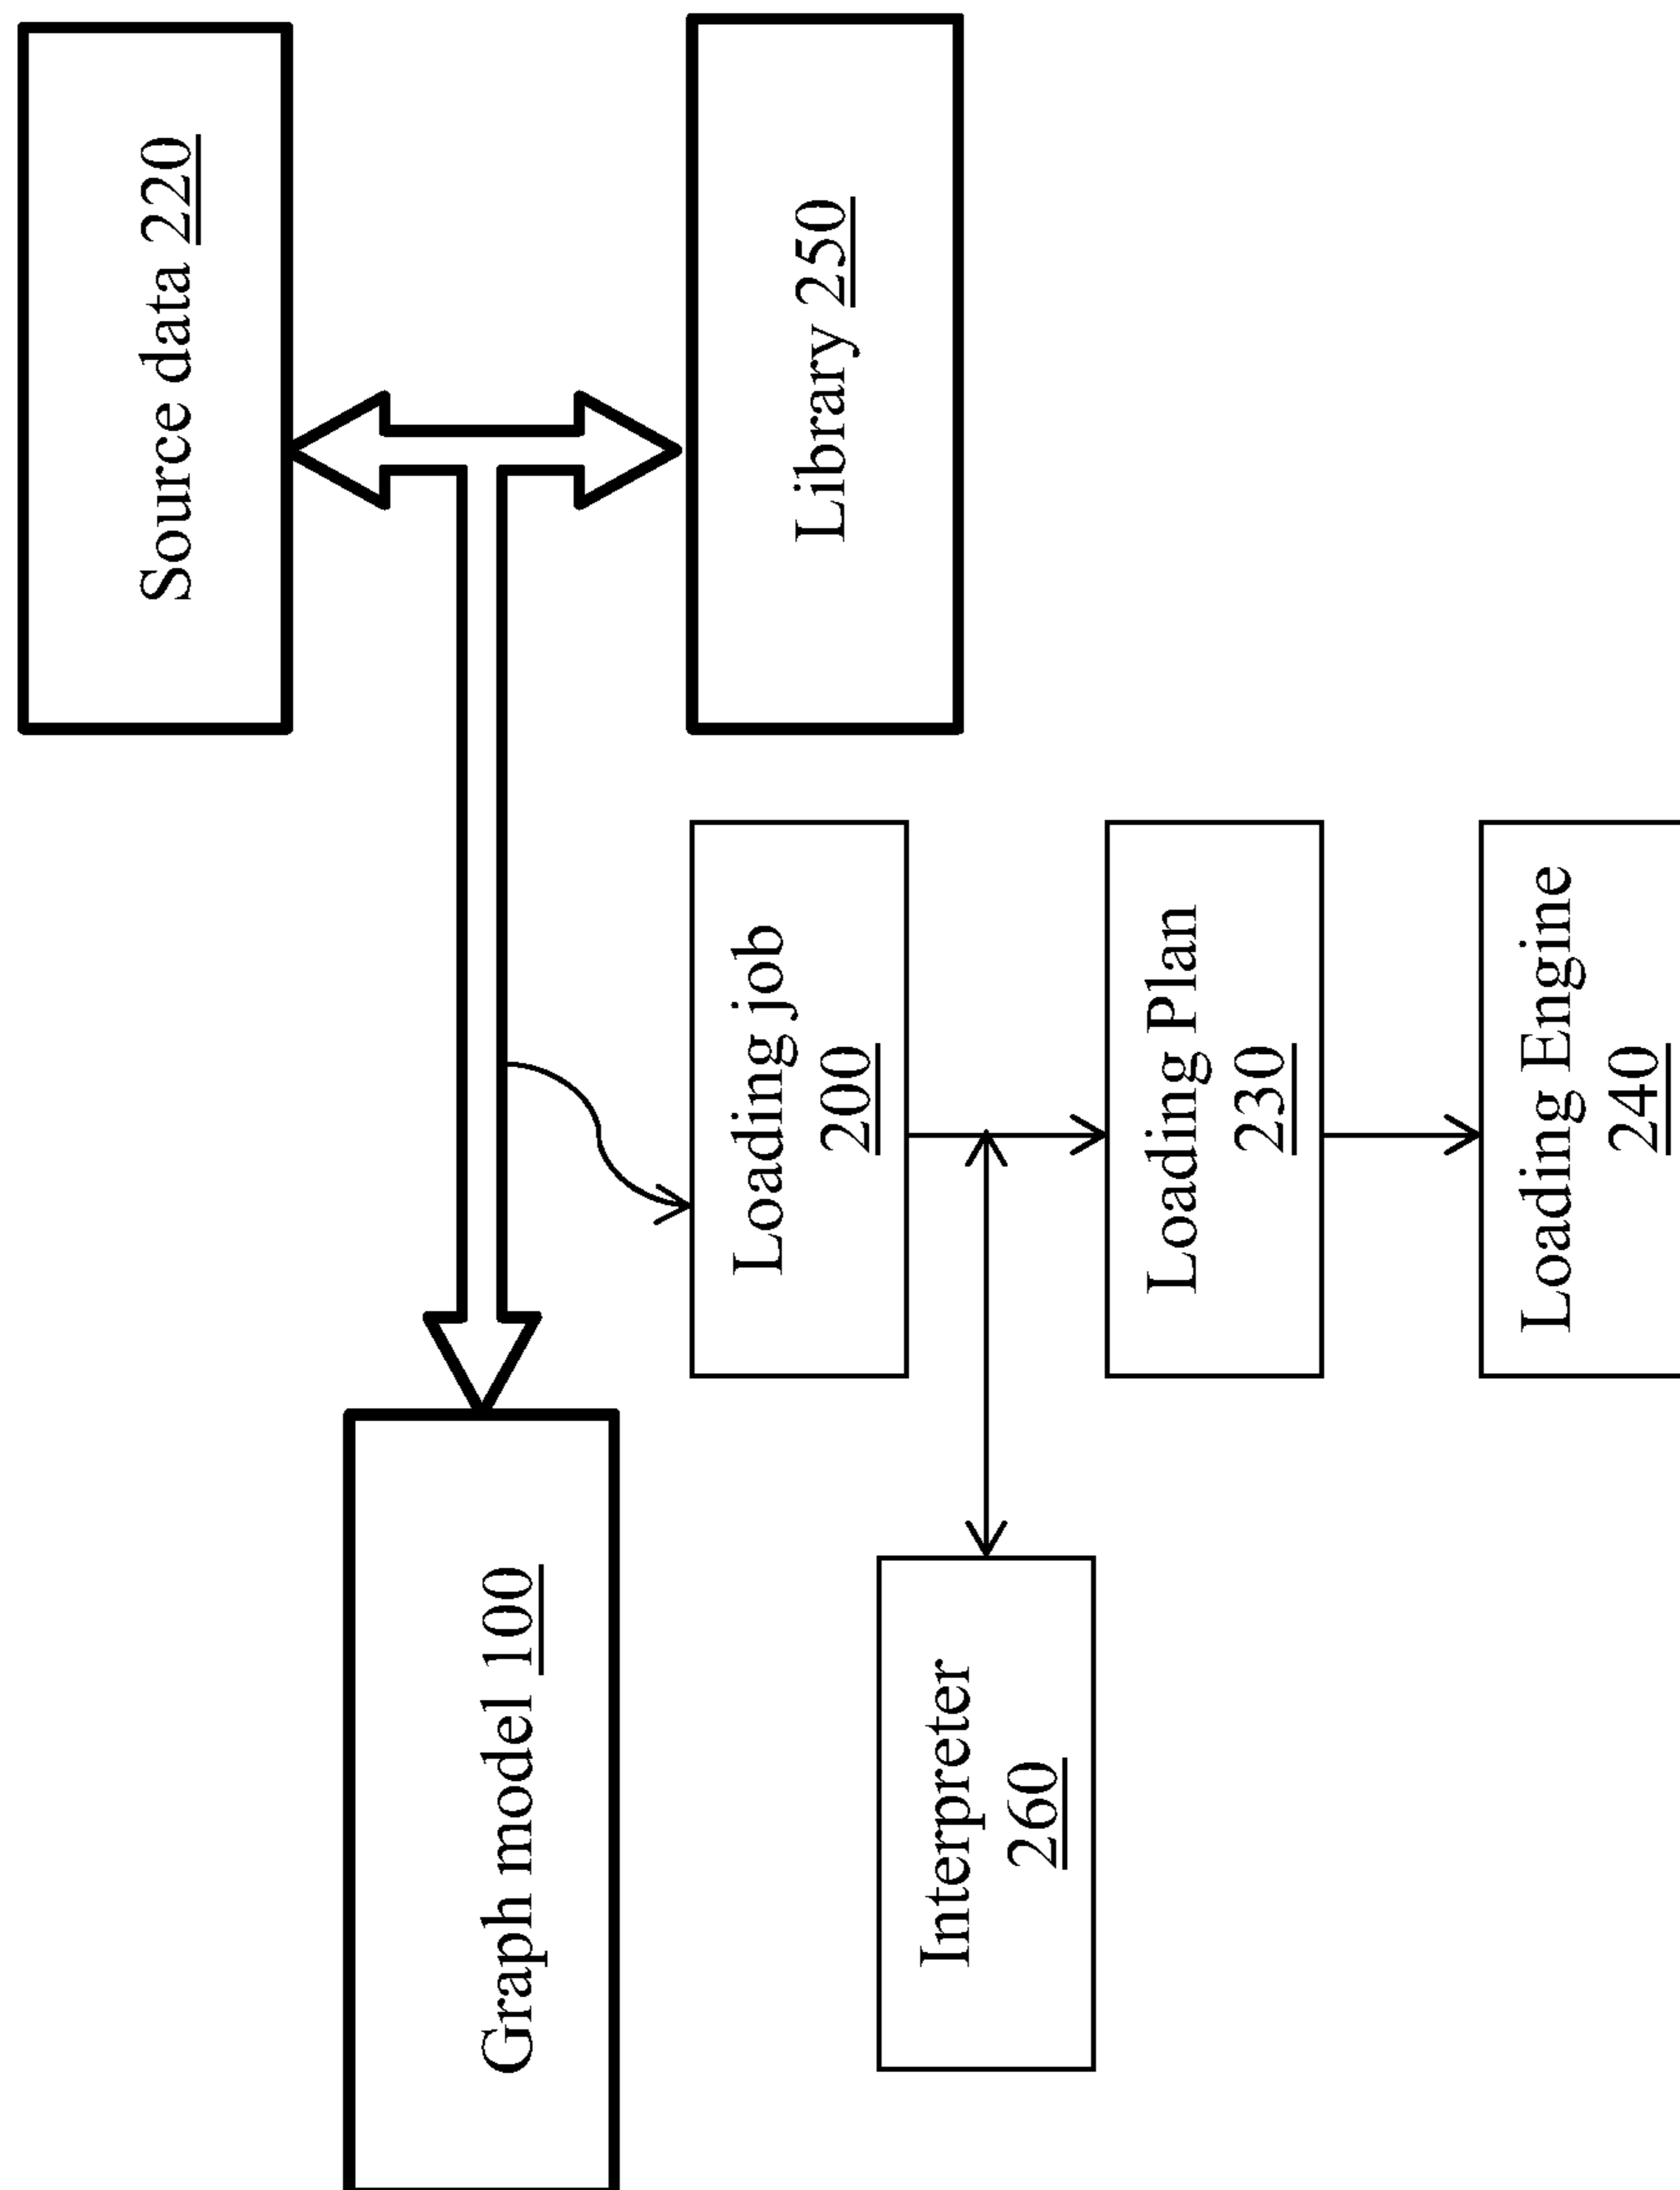 Source data 220
Graph model 100
Library 250
Loading job
200
Interpreter
260
Loading Plan
230
Loading Engine
240